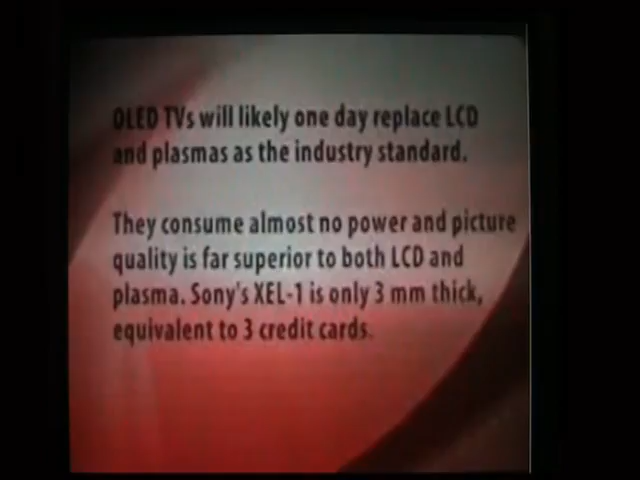 OLED TVs will likely one day replace LCD
and plasmas as the industry standard.
They consume almost no power and picture
quality is far superior to both LCD and
plasma. Sony's XEL-1 is only 3 mm thick,
equivalent to 3 credit cards.